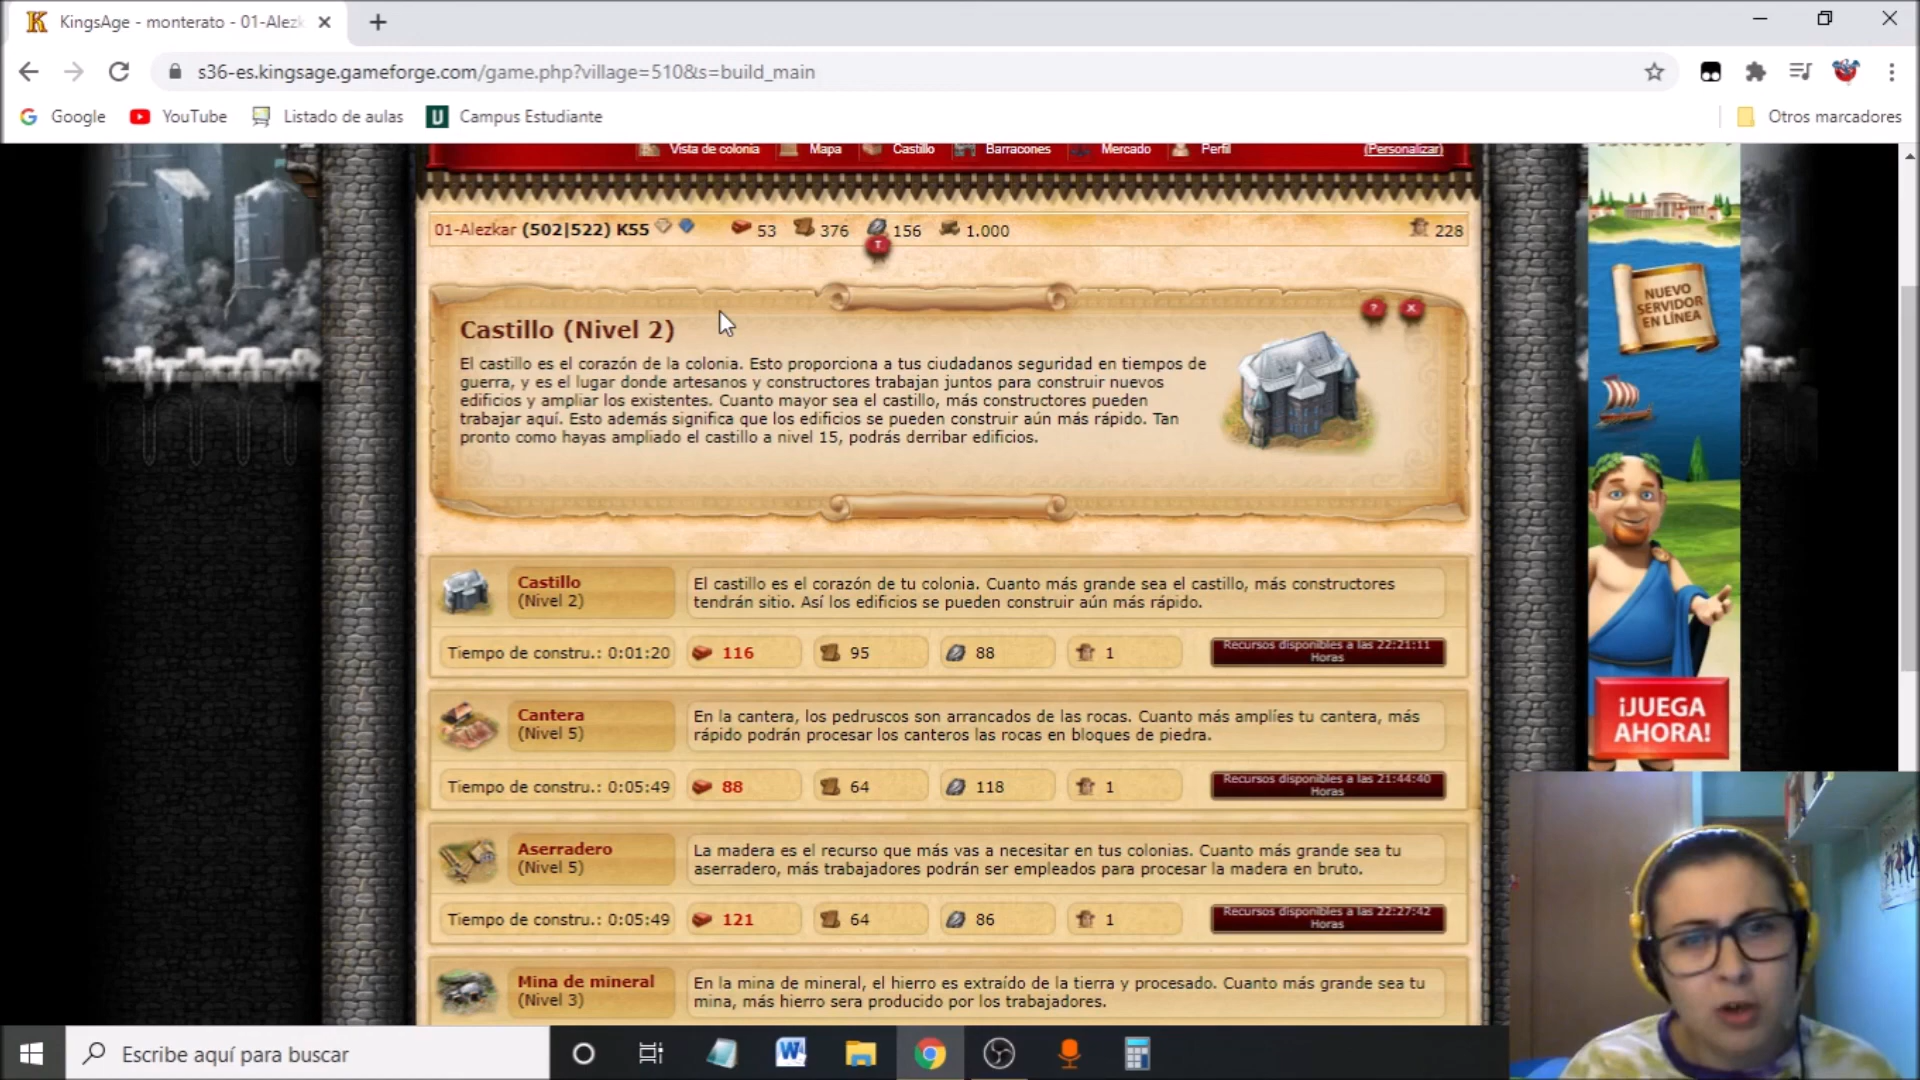 KingsAge - monterato - 01-Alezk
s36-es.kingsage.gameforge.com/game.php?village=510&s=build_main
Google YouTube Listado de aulas Campus Estudiante Otros marcadores
Vista de colonia Mapa Castillo Barracones Mercado Perfil (Personalizar)
01-Alezkar (502|522) K55 53 376 156 1.000 228
T
NUEVO
SERVIDOR
EN LÍNEA
Castillo (Nivel 2)
? X
El castillo es el corazón de la colonia. Esto proporciona a tus ciudadanos seguridad en tiempos de
guerra, y es el lugar donde artesanos y constructores trabajan juntos para construir nuevos
edificios y ampliar los existentes. Cuanto mayor sea el castillo, más constructores pueden
trabajar aquí. Esto además significa que los edificios se pueden construir aún más rápido. Tan
pronto como hayas ampliado el castillo a nivel 15, podrás derribar edificios.
Castillo
(Nivel 2)
El castillo es el corazón de tu colonia. Cuanto más grande sea el castillo, más constructores
tendrán sitio. Así los edificios se pueden construir aún más rápido.
Tiempo de constru.: 0:01:20 116 95 88 1
Recursos disponibles a las 22:21:11
Horas
Cantera
(Nivel 5)
En la cantera, los pedruscos son arrancados de las rocas. Cuanto más amplíes tu cantera, más
rápido podrán procesar los canteros las rocas en bloques de piedra.
Tiempo de constru.: 0:05:49 88 64 118 1
Recursos disponibles a las 21:44:40
Horas
¡JUEGA
AHORA!
Aserradero
(Nivel 5)
La madera es el recurso que más vas a necesitar en tus colonias. Cuanto más grande sea tu
aserradero, más trabajadores podrán ser empleados para procesar la madera en bruto.
Tiempo de constru.: 0:05:49 121 64 86 1
Recursos disponibles a las 22:27:42
Horas
Mina de mineral
(Nivel 3)
En la mina de mineral, el hierro es extraído de la tierra y procesado. Cuanto más grande sea tu
mina, más hierro sera producido por los trabajadores.
Escribe aquí para buscar